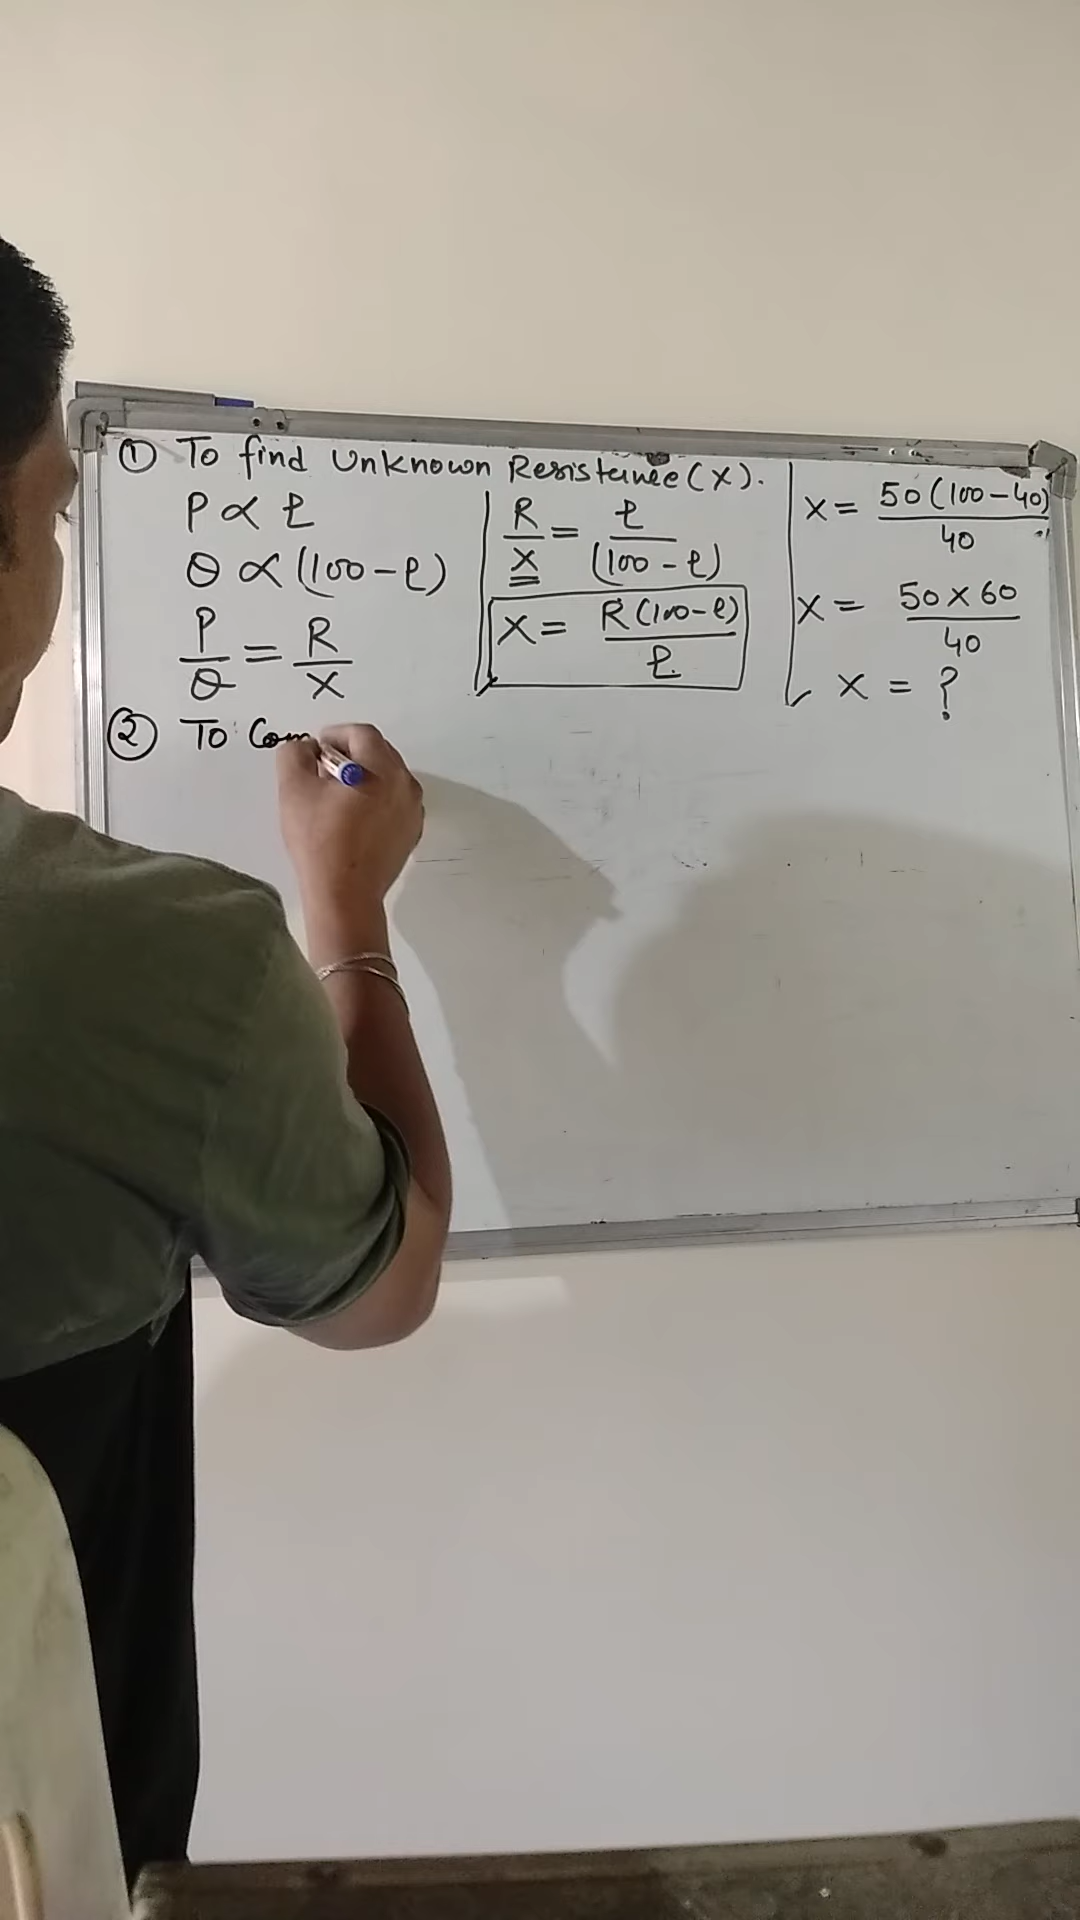 ① To find Unknown Resistance (X).
P ∝ ℓ
Q ∝ (100-ℓ)
P/Q = R/X
R/X = ℓ/(100-ℓ)
X = R(100-ℓ)/ℓ
X = 50(100-40)/40
X = 50 X 60/40
X = ?
② To Com